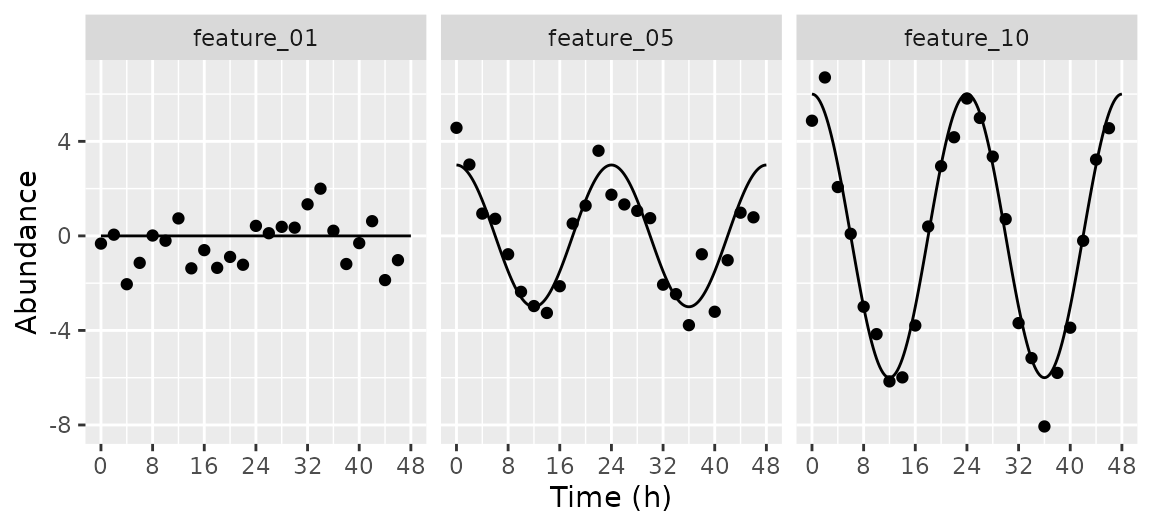 feature_01 feature_05 feature_10
Abundance
4
0
-4
-8
0 8 16 24 32 40 48 0 8 16 24 32 40 48 0 8 16 24 32 40 48
Time (h)